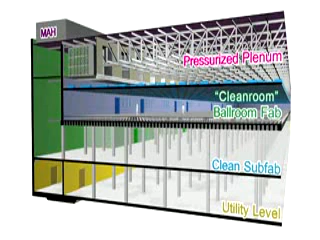 MAH
Pressurized Plenum
“Cleanroom”
Ballroom Fab
Clean Subfab
Utility Level